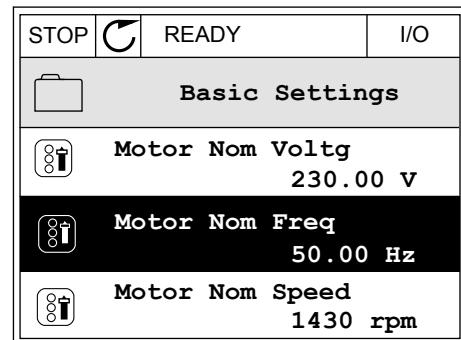 STOP READY I/O
Basic Settings
Motor Nom Voltg
230.00 V
Motor Nom Freq
50.00 Hz
Motor Nom Speed
1430 rpm